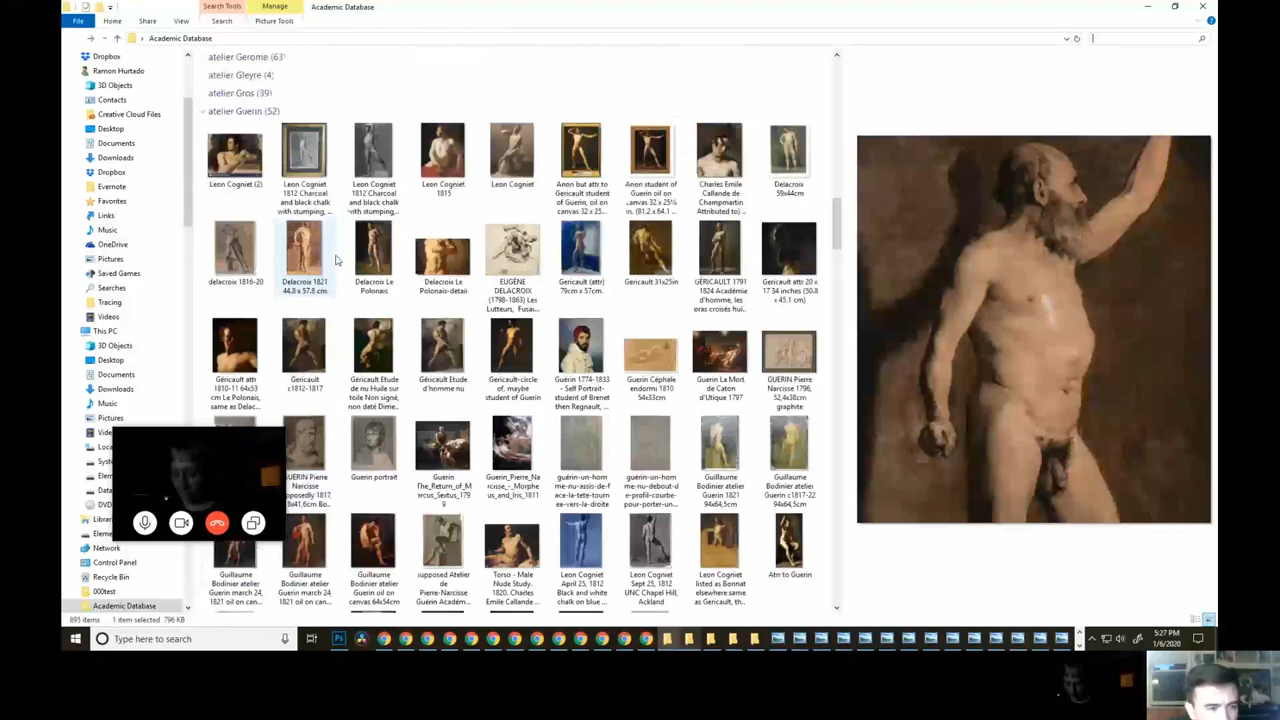 Search Tools
Manage
Academic Database
File
Home
Share
View
Search
Picture Tools
Academic Database
Dropbox
Ramon Hurtado
3D Objects
Contacts
Creative Cloud Files
Desktop
Documents
Downloads
Dropbox
Evernote
Favorites
Links
Music
OneDrive
Pictures
Saved Games
Searches
Tracing
Videos
This PC
3D Objects
Desktop
Documents
Downloads
Music
Pictures
Network
Control Panel
Recycle Bin
000test
Academic Database
atelier Gerome (63)
atelier Gleyre (4)
atelier Gros (39)
atelier Guerin (52)
Leon Cogniet (2)
Leon Cogniet
1812 Charcoal
and black chalk
with stumping, ...
Leon Cogniet
1812 Charcoal
and black chalk
with stumping,...
Leon Cogniet
1815
Leon Cogniet
Anon but attr to
Gericault student
of Guerin, oil on
canvas 32 x 25...
Anon student of
Guerin oil on
canvas 32 x 25¼
in. (81.2 x 64.1 ...
Charles Emile
Callande de
Champmartin
Attributed to) ...
Delacroix
59x44cm
delacroix 1816-20
Delacroix 1821
44.8 x 57.8 cm.
Delacroix Le
Polonais
Delacroix Le
Polonais-detail
EUGÈNE
DELACROIX
(1798-1863) Les
Lutteurs, Fusai...
Gericault (attr)
79cm x 57cm.
Gericault 31x25in
GÉRICAULT 1791
1824 Académie
d'homme, les
bras croisés hui...
Gericault attr 20 x
17.34 inches (50.8
x 45.1 cm)
Géricault attr
1810-11 64x53
cm Le Polonais,
same as Delac...
Gericault
c1812-1817
Géricault Etude
de nu Huile sur
toile Non signé,
non daté Dime...
Géricault Etude
d'homme nu
Gericault-circle
of, maybe
student of Guerin
Guérin 1774-1833
- Self Portrait-
student of Brenet
then Regnault, ...
Guerin Céphale
endormi 1810
54x33cm
Guerin La Mort
de Caton
d'Utique 1797
GUERIN Pierre
Narcisse 1796,
52,4x38cm
graphite
GUERIN Pierre
Narcisse
Guerin portrait
Guerin
The_Return_of_M
arcus_Sextus_179
9
Guerin_Pierre_Na
rcisse_-_Morphe
us_and_Iris_1811
guérin-un-hom
me-nu-assis-de-f
ace-la-tete-tourn
ee-vers-la-droite
guérin-un-hom
me-nu-debout-d
e-profil-courbe-
pour-porter-un...
Guillaume
Bodinier atelier
Guerin 1821
94x64,5cm
Guillaume
Bodinier atelier
Guerin c1817-22
94x64,5cm
Guillaume
Bodinier atelier
Guerin march 24,
1821 oil on can...
Guillaume
Bodinier atelier
Guerin march 24,
1821 oil on can...
Guillaume
Bodinier atelier
Guerin oil on
canvas 64x54cm
supposed Atelier
de
Pierre-Narcisse
Guérin Académ...
Torso - Male
Nude Study.
1820. Charles
Emile Callande ...
Leon Cogniet
April 25, 1812
Black and white
chalk on blue ...
Leon Cogniet
Sept 25, 1812
UNC Chapel Hill,
Ackland
Leon Cogniet
listed as Bonnat
elsewhere same
as Gericault, th...
Atrr to Guerin
895 items
1 item selected 796 KB
Type here to search
Ps
5:27 PM
1/6/2020